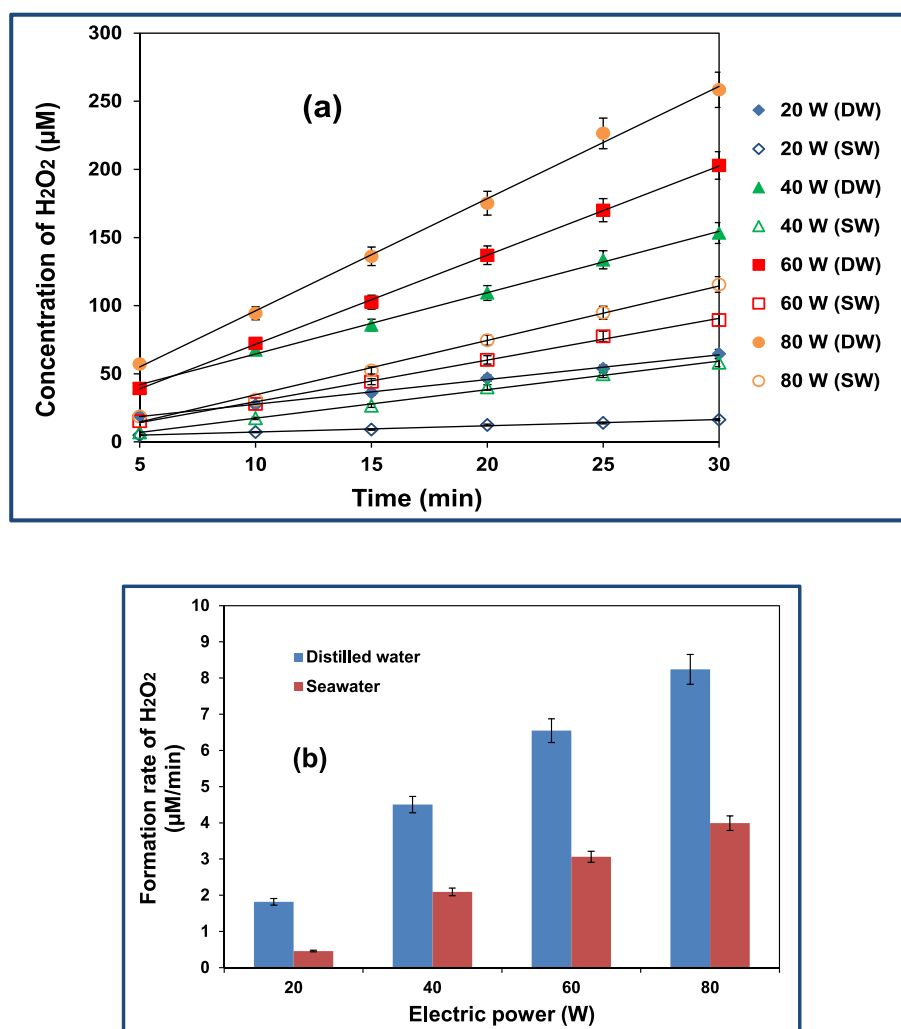 300
250
200
150
100
50
0
Concentration of H2O2 (µM)
(a)
5 10 15 20 25 30
Time (min)
20 W (DW)
20 W (SW)
40 W (DW)
40 W (SW)
60 W (DW)
60 W (SW)
80 W (DW)
80 W (SW)
10
9
8
7
6
5
4
3
2
1
0
Formation rate of H2O2
(µM/min)
Distilled water
Seawater
(b)
20 40 60 80
Electric power (W)